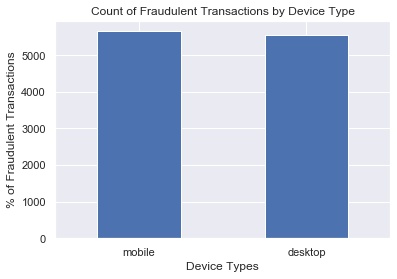 Count of Fraudulent Transactions by Device Type
% of Fraudulent Transactions
5000
4000
3000
2000
1000
0
mobile
desktop
Device Types